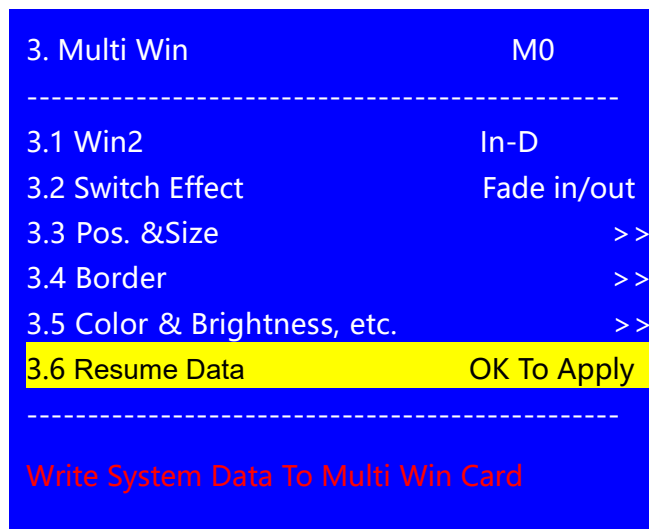 3. Multi Win M0
-------------------------------------------------
3.1 Win2 In-D
3.2 Switch Effect Fade in/out
3.3 Pos. &Size >>
3.4 Border >>
3.5 Color & Brightness, etc. >>
3.6 Resume Data OK To Apply
-------------------------------------------------
Write System Data To Multi Win Card